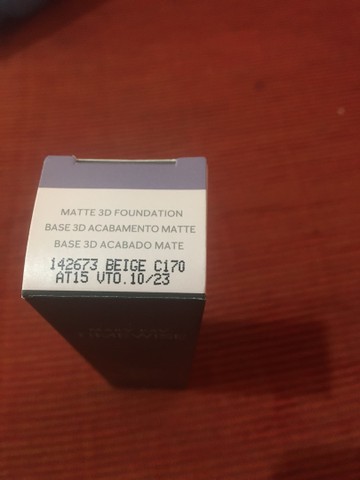 MATTE 3D FOUNDATION
BASE 3D ACABAMENTO MATTE
BASE 3D ACABADO MATE
142673 BEIGE C170
AT15 VTO.10/23